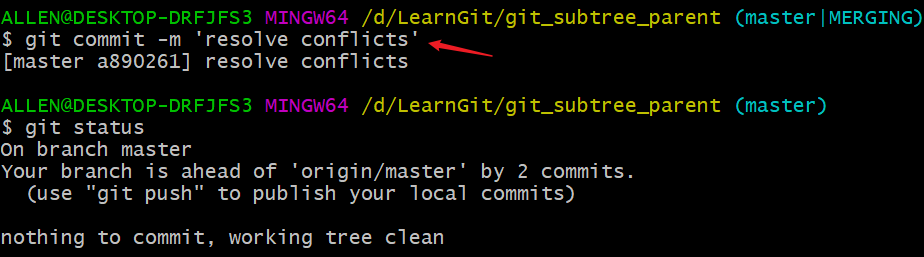 ALLEN@DESKTOP-DRFJFS3 MINGW64 /d/LearnGit/git_subtree_parent (master|MERGING)
$ git commit -m 'resolve conflicts'
[master a890261] resolve conflicts
ALLEN@DESKTOP-DRFJFS3 MINGW64 /d/LearnGit/git_subtree_parent (master)
$ git status
On branch master
Your branch is ahead of 'origin/master' by 2 commits.
  (use "git push" to publish your local commits)
nothing to commit, working tree clean